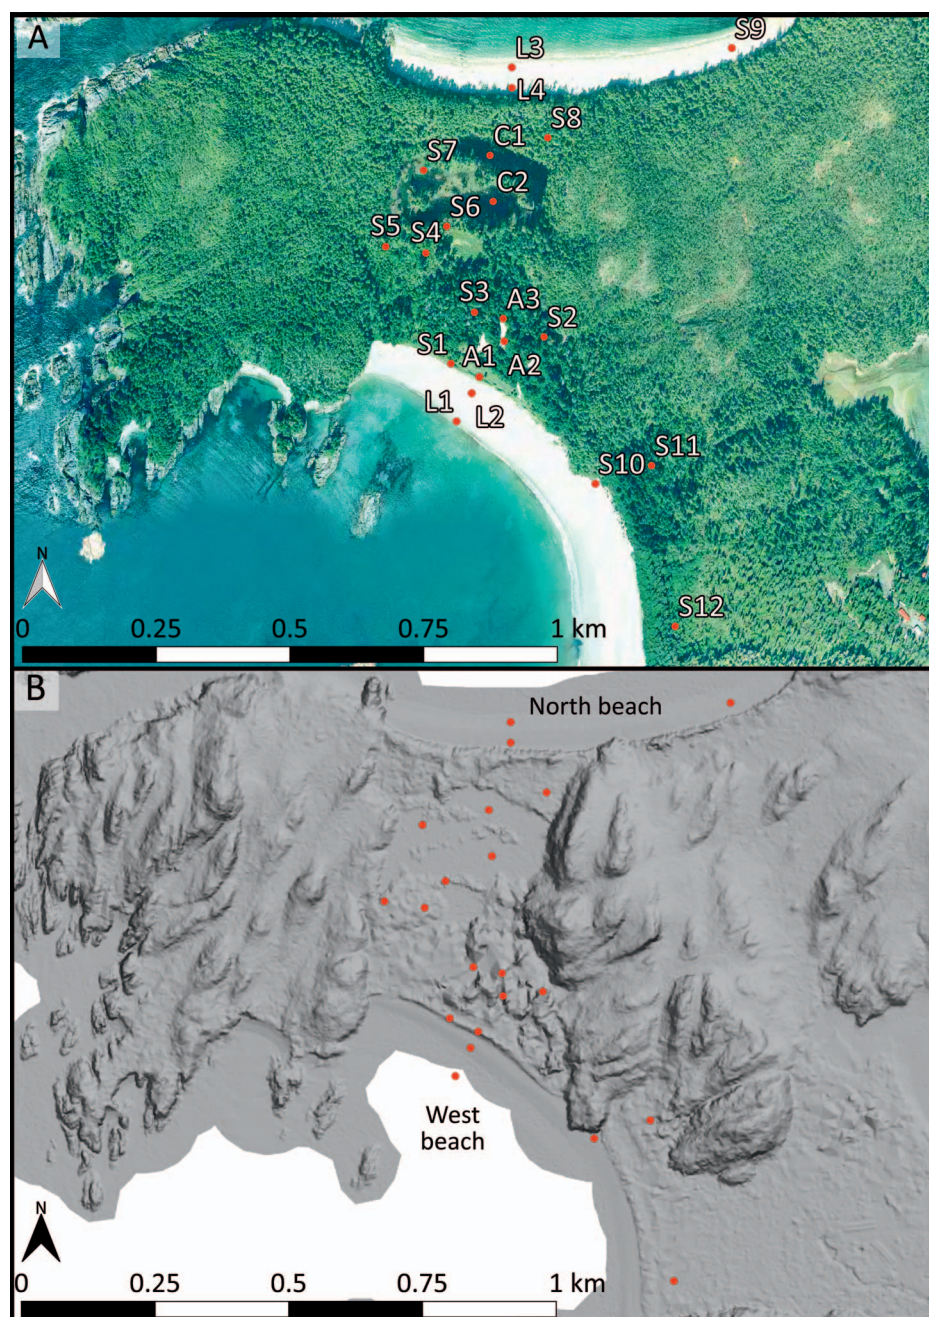 A
S9
L3
L4
S8
C1
S7
C2
S6
S5
S4
S3
A3
S2
S1
A1
A2
L1
L2
S11
S10
N
S12
0
0.25
0.5
0.75
1 km
B
North beach
West
beach
N
0
0.25
0.5
0.75
1 km